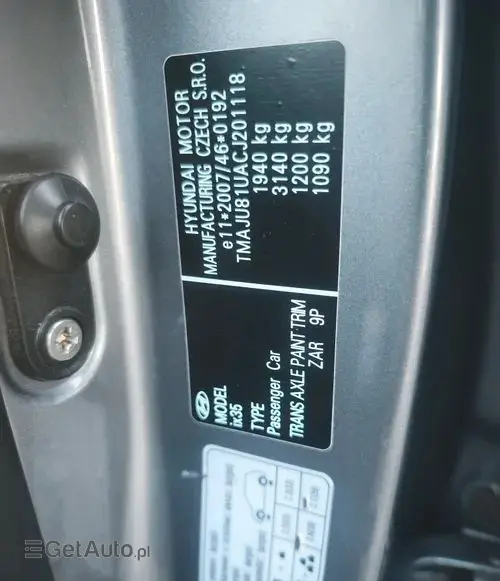 HYUNDAI MOTOR
MANUFACTURING CZECH S.R.O.
e11*2007/46*0192
TMAJU81UACJ201118.
1940 kg
3140 kg
1200 kg
1090 kg
MODEL
ix35
TYPE
Passenger Car
TRANS AXLE PAINT TRIM
ZAR 9P
GetAuto.pl